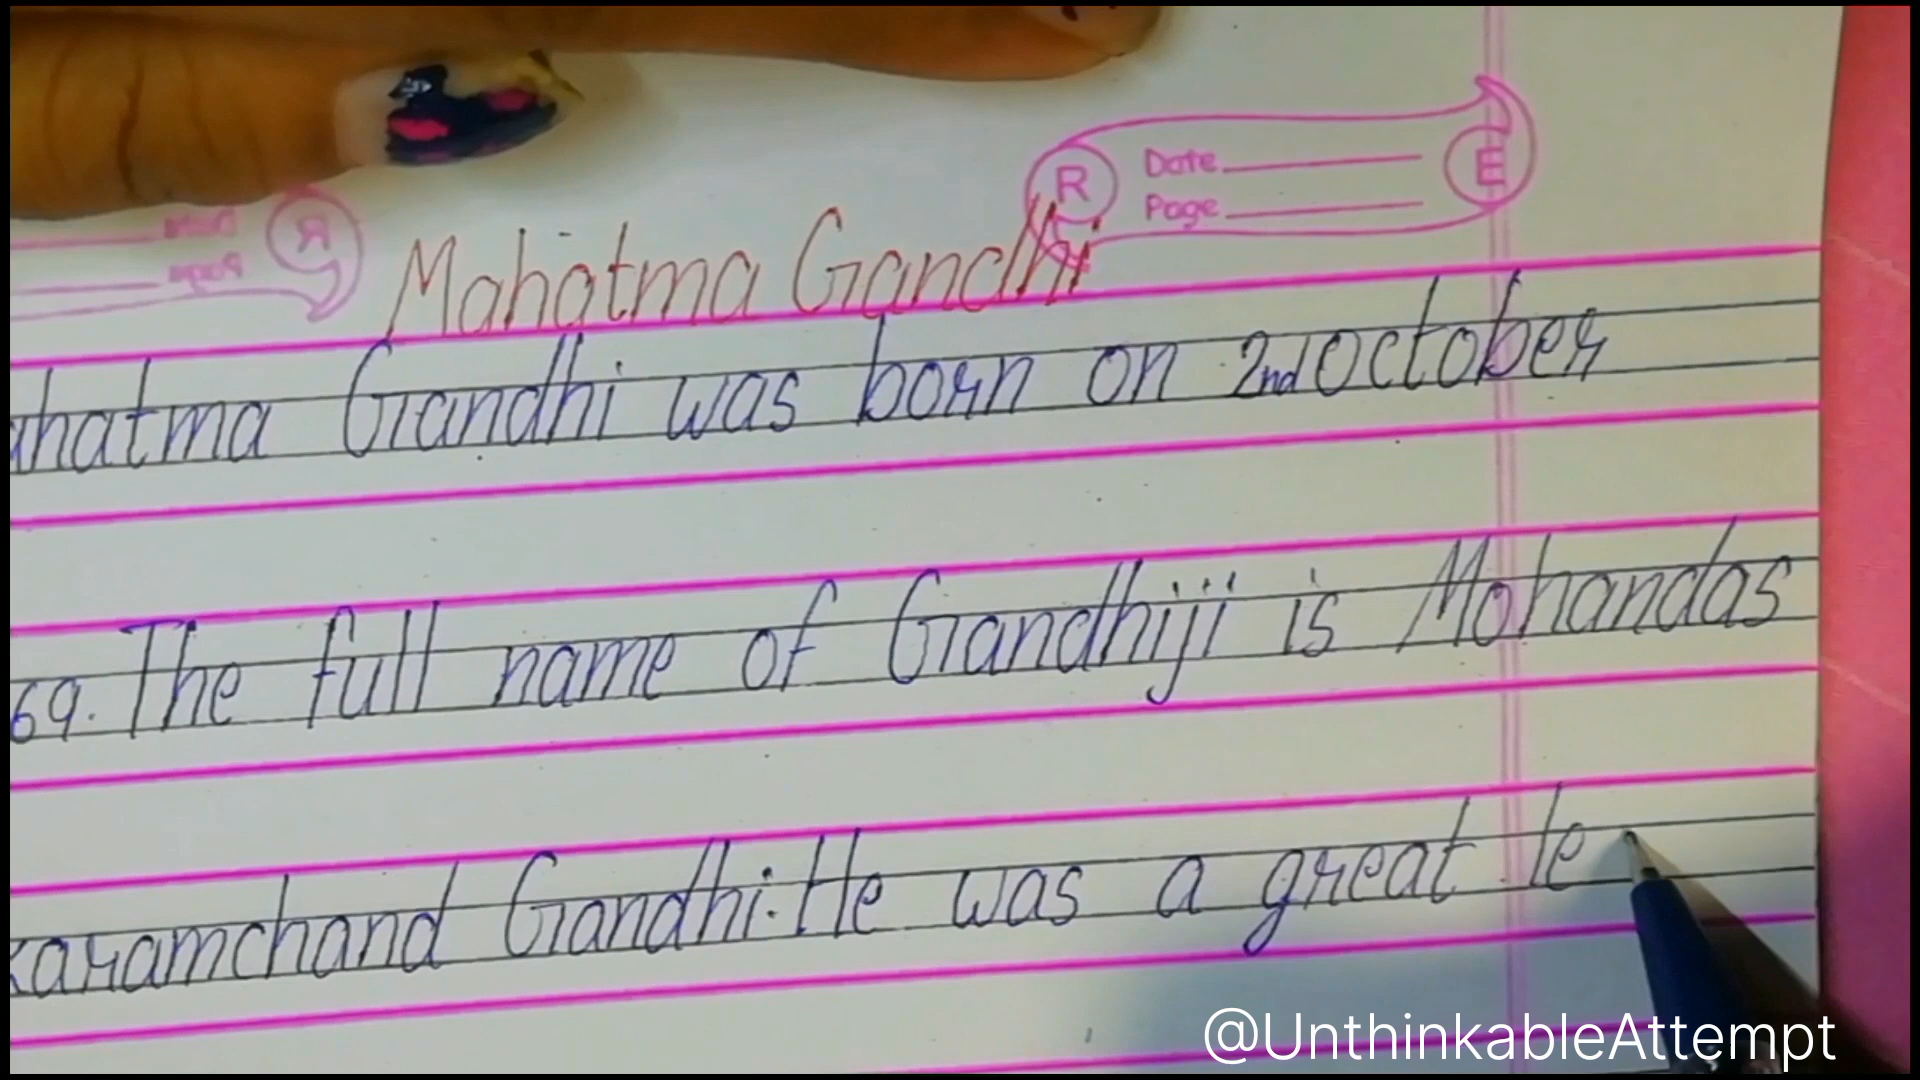 R Date E
Page
Mahatma Gandhi
ahatma Gandhi was born on 2nd October
69. The full name of Gandhiji is Mohandas
karamchand Gandhi. He was a great le
@UnthinkableAttempt